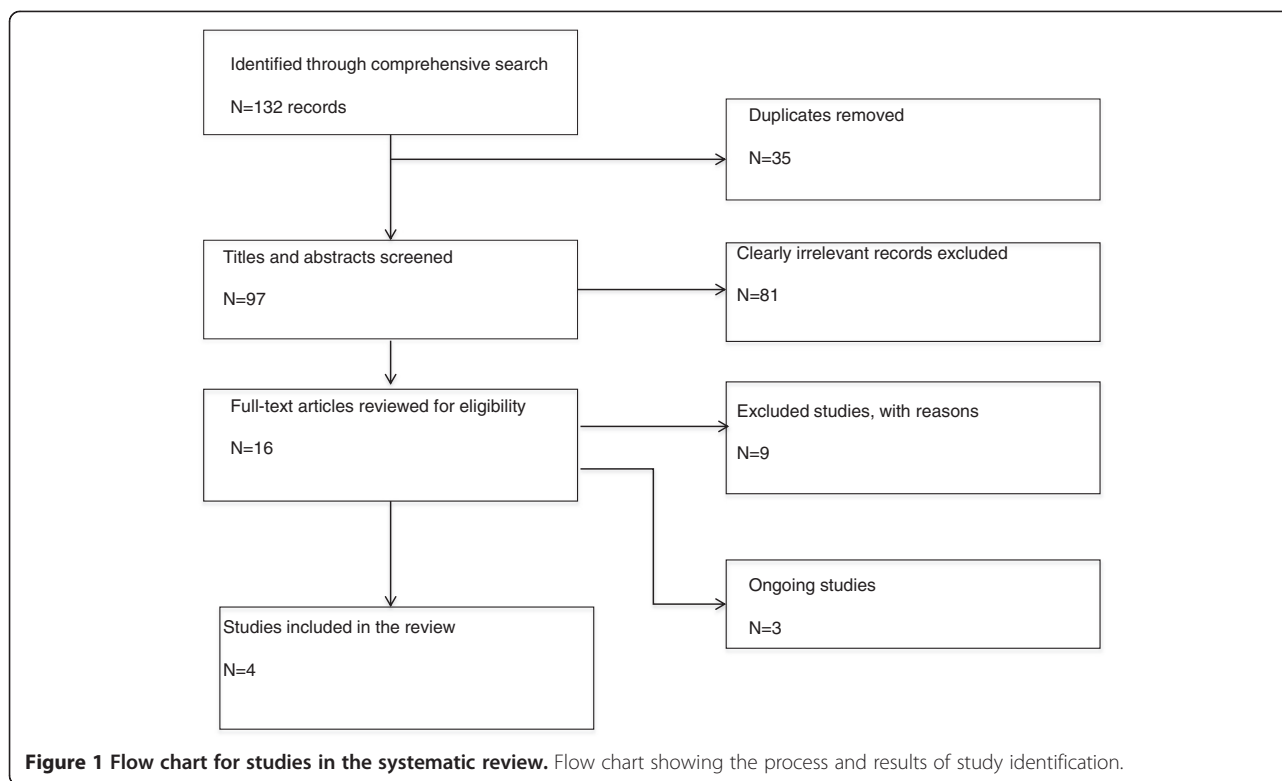 Identified through comprehensive search
N=132 records
Duplicates removed
N=35
Titles and abstracts screened
N=97
Clearly irrelevant records excluded
N=81
Full-text articles reviewed for eligibility
N=16
Excluded studies, with reasons
N=9
Ongoing studies
N=3
Studies included in the review
N=4
Figure 1 Flow chart for studies in the systematic review. Flow chart showing the process and results of study identification.